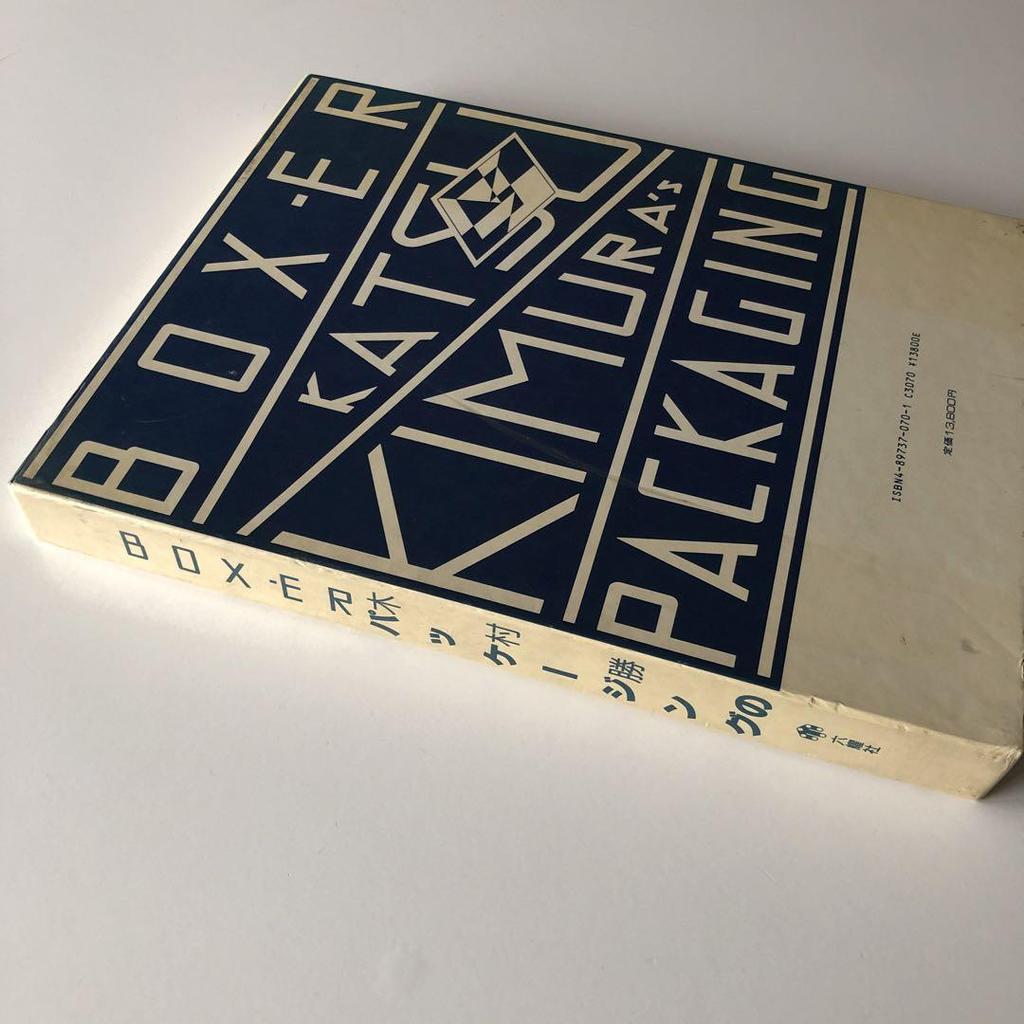 BOX·ER
KATSU
KIMURA's
PACKAGING
ISBN4-89737-070-1 C3070 ¥13800E
定価13,800円
BOX·ER
木村勝の
パッケージング
六耀社